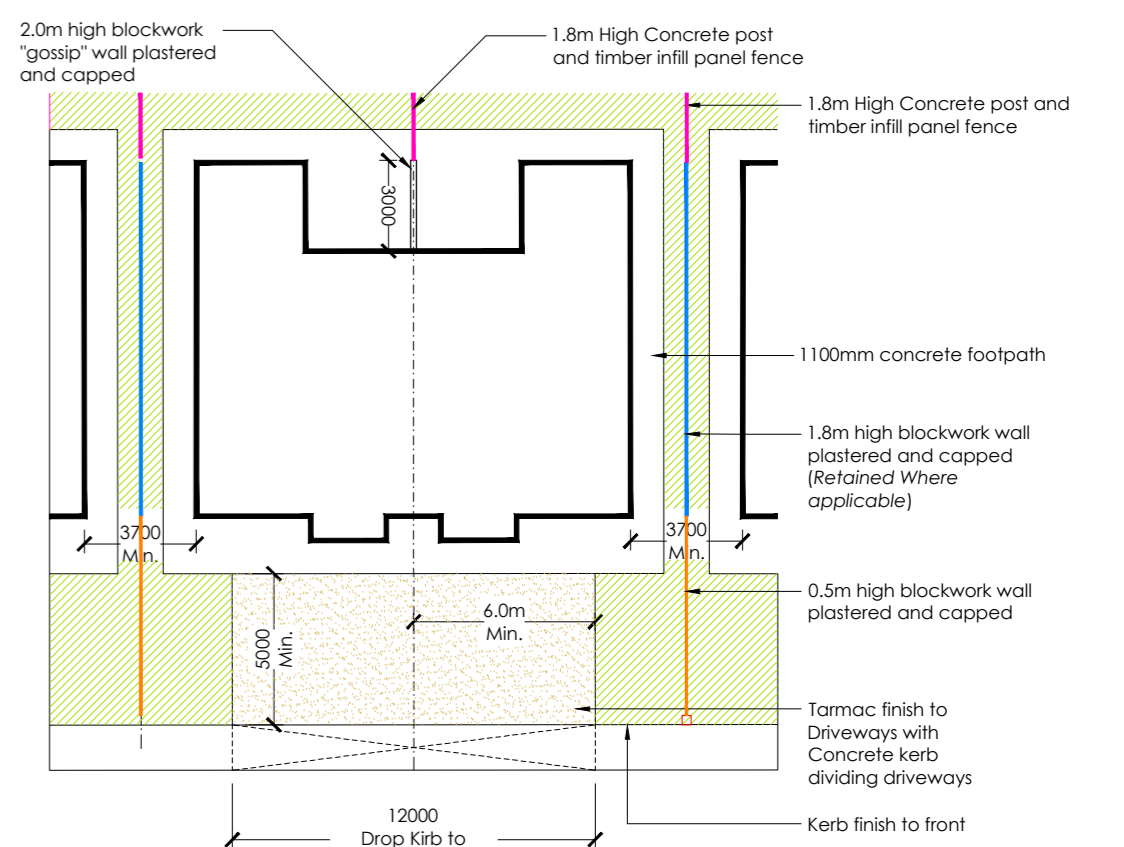 2.0m high blockwork
"gossip" wall plastered
and capped
1.8m High Concrete post
and timber infill panel fence
1.8m High Concrete post and
timber infill panel fence
3000
1100mm concrete footpath
1.8m high blockwork wall
plastered and capped
(Retained Where
applicable)
3700
Min.
3700
Min.
0.5m high blockwork wall
plastered and capped
6.0m
Min.
5000
Min.
Tarmac finish to
Driveways with
Concrete kerb
dividing driveways
Kerb finish to front
12000
Drop Kirb to